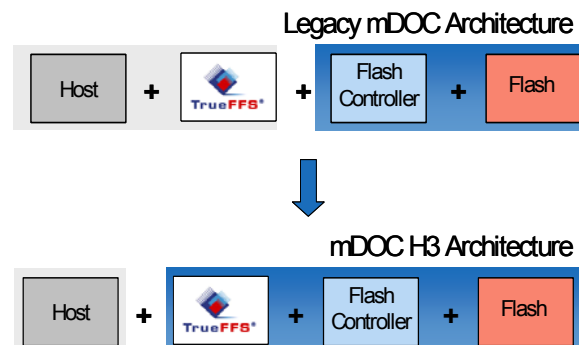 Legacy mDOC Architecture
Host + TrueFFS® + Flash Controller + Flash
mDOC H3 Architecture
Host + TrueFFS® + Flash Controller + Flash